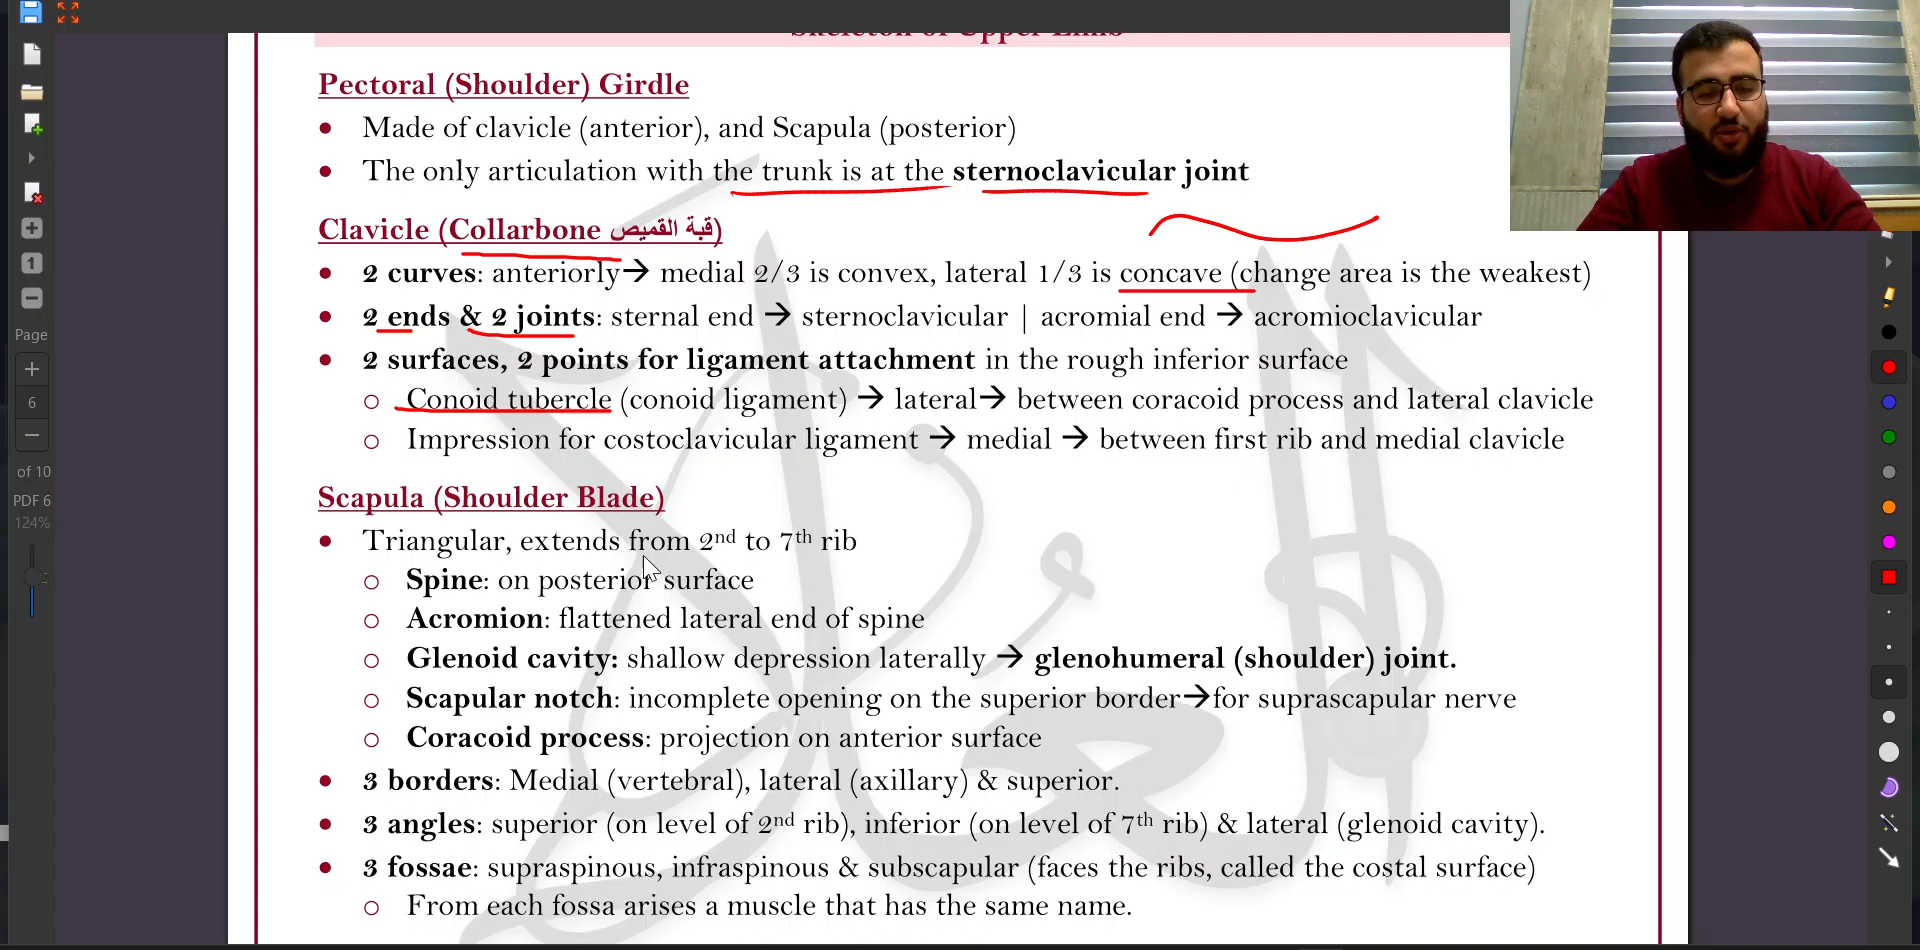 Skeleton of Upper Limb
Pectoral (Shoulder) Girdle
• Made of clavicle (anterior), and Scapula (posterior)
• The only articulation with the trunk is at the sternoclavicular joint
Clavicle (Collarbone قبة القميص)
• 2 curves: anteriorly→ medial 2/3 is convex, lateral 1/3 is concave (change area is the weakest)
• 2 ends & 2 joints: sternal end → sternoclavicular | acromial end → acromioclavicular
• 2 surfaces, 2 points for ligament attachment in the rough inferior surface
o Conoid tubercle (conoid ligament) → lateral→ between coracoid process and lateral clavicle
o Impression for costoclavicular ligament → medial → between first rib and medial clavicle
Scapula (Shoulder Blade)
• Triangular, extends from 2nd to 7th rib
o Spine: on posterior surface
o Acromion: flattened lateral end of spine
o Glenoid cavity: shallow depression laterally → glenohumeral (shoulder) joint.
o Scapular notch: incomplete opening on the superior border→for suprascapular nerve
o Coracoid process: projection on anterior surface
• 3 borders: Medial (vertebral), lateral (axillary) & superior.
• 3 angles: superior (on level of 2nd rib), inferior (on level of 7th rib) & lateral (glenoid cavity).
• 3 fossae: supraspinous, infraspinous & subscapular (faces the ribs, called the costal surface)
o From each fossa arises a muscle that has the same name.
1
Page
6
of 10
PDF 6
124%